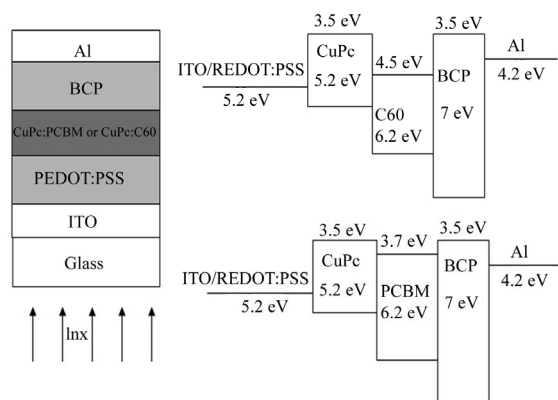 Al
BCP
CuPc:PCBM or CuPc:C60
PEDOT:PSS
ITO
Glass
lnx
3.5 eV
3.5 eV
CuPc
4.5 eV
Al
ITO/REDOT:PSS
5.2 eV
BCP
4.2 eV
5.2 eV
C60
7 eV
6.2 eV
3.5 eV
3.5 eV
3.7 eV
CuPc
Al
ITO/REDOT:PSS
BCP
5.2 eV
PCBM
4.2 eV
5.2 eV
6.2 eV
7 eV